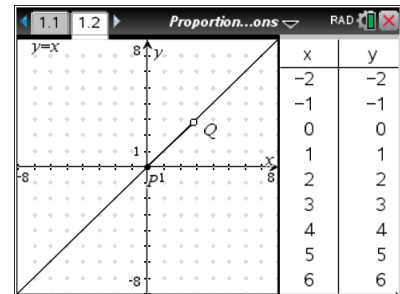 1.1 1.2 Proportion...ons RAD
y=x
8 y
1
-8 p 1 x 8
Q
-8
x y
-2 -2
-1 -1
0 0
1 1
2 2
3 3
4 4
5 5
6 6